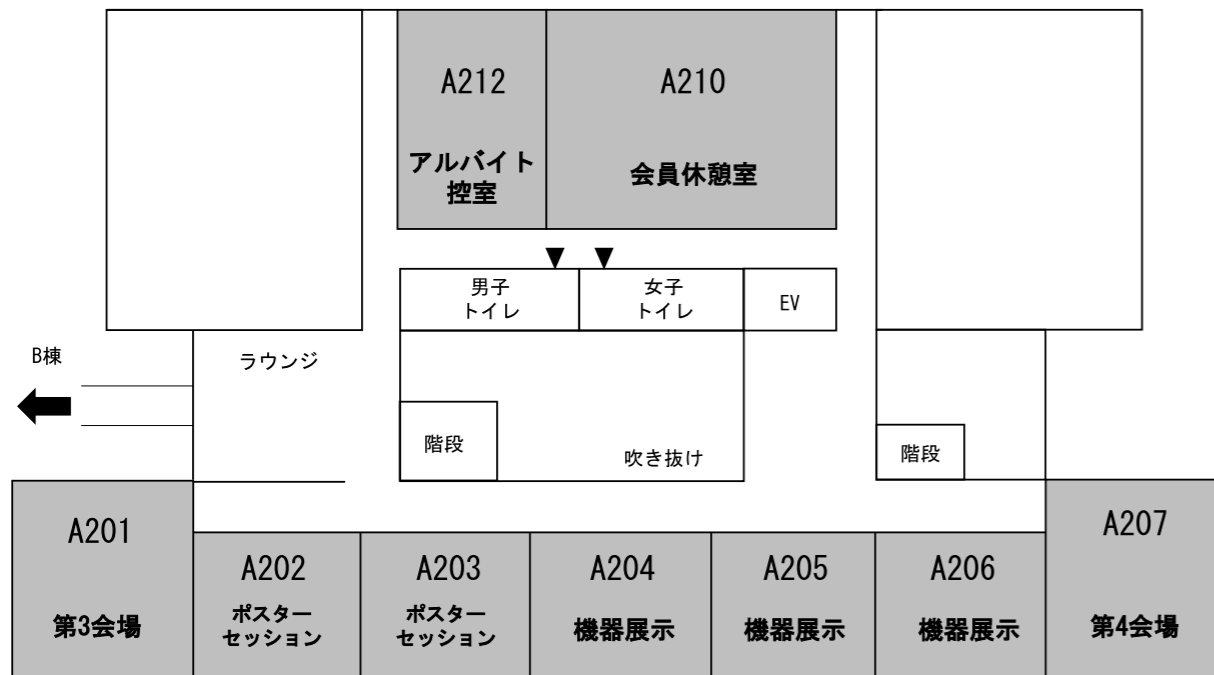 A212
アルバイト
控室
A210
会員休憩室
男子
トイレ
女子
トイレ
EV
B棟
ラウンジ
階段
吹き抜け
階段
A201
第3会場
A202
ポスター
セッション
A203
ポスター
セッション
A204
機器展示
A205
機器展示
A206
機器展示
A207
第4会場